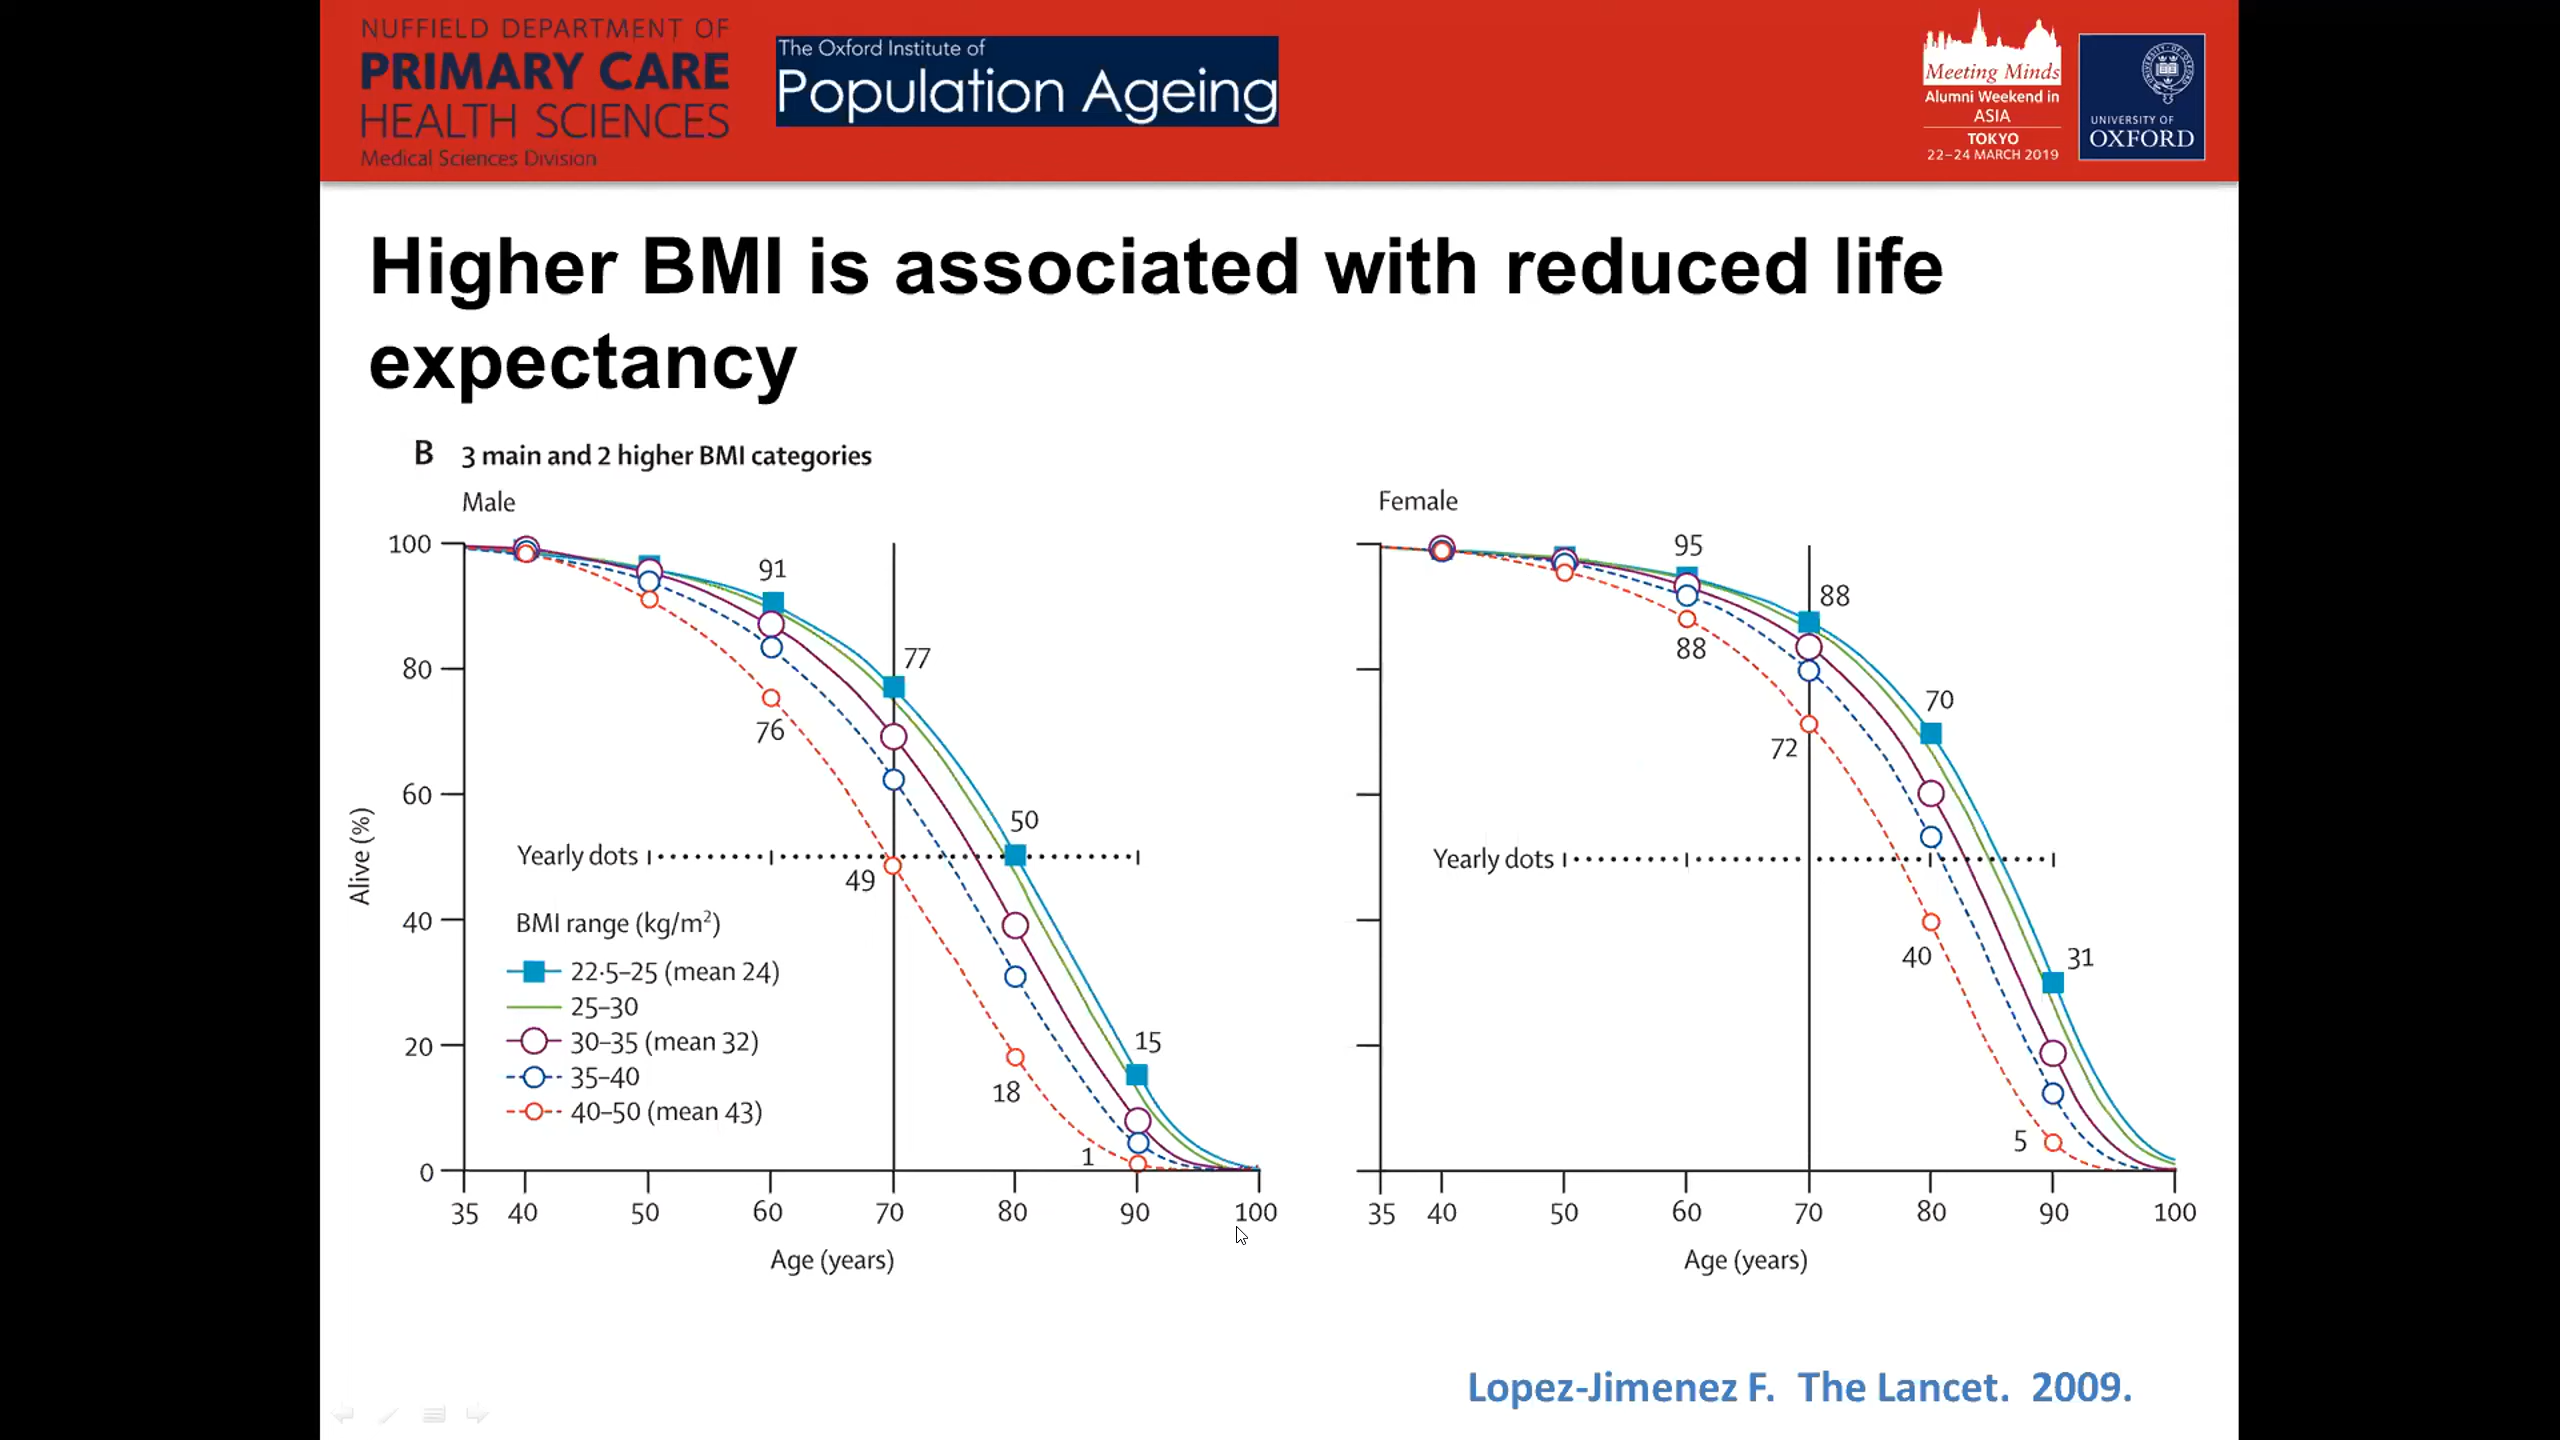 NUFFIELD DEPARTMENT OF
PRIMARY CARE
HEALTH SCIENCES
Medical Sciences Division
The Oxford Institute of
Population Ageing
Meeting Minds
Alumni Weekend in
ASIA
TOKYO
22–24 MARCH 2019
UNIVERSITY OF
OXFORD
Higher BMI is associated with reduced life
expectancy
B 3 main and 2 higher BMI categories
Male
Alive (%)
100
80
60
40
20
0
91
77
76
50
49
15
18
1
Yearly dots
BMI range (kg/m²)
22·5–25 (mean 24)
25–30
30–35 (mean 32)
35–40
40–50 (mean 43)
35 40 50 60 70 80 90 100
Age (years)
Female
95
88
88
70
72
40
31
5
Yearly dots
35 40 50 60 70 80 90 100
Age (years)
Lopez-Jimenez F. The Lancet. 2009.